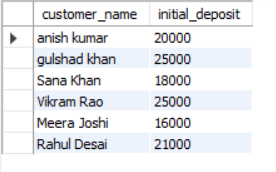 customer_name initial_deposit
anish kumar 20000
gulshad khan 25000
Sana Khan 18000
Vikram Rao 25000
Meera Joshi 16000
Rahul Desai 21000